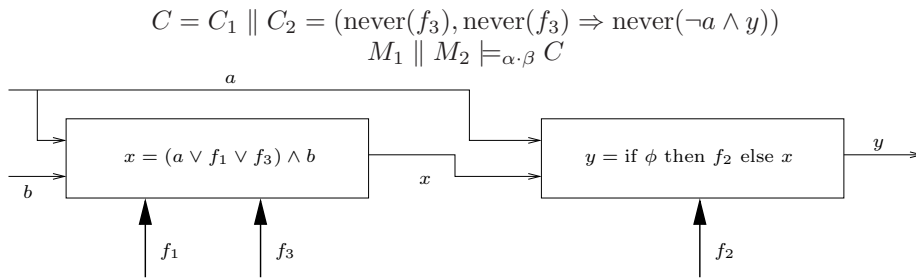 C = C₁ ∥ C₂ = (never(f₃), never(f₃) ⇒ never(¬a ∧ y))
M₁ ∥ M₂ ⊨_{α·β} C
a
x = (a ∨ f₁ ∨ f₃) ∧ b
y = if ϕ then f₂ else x
y
b
x
f₁
f₃
f₂